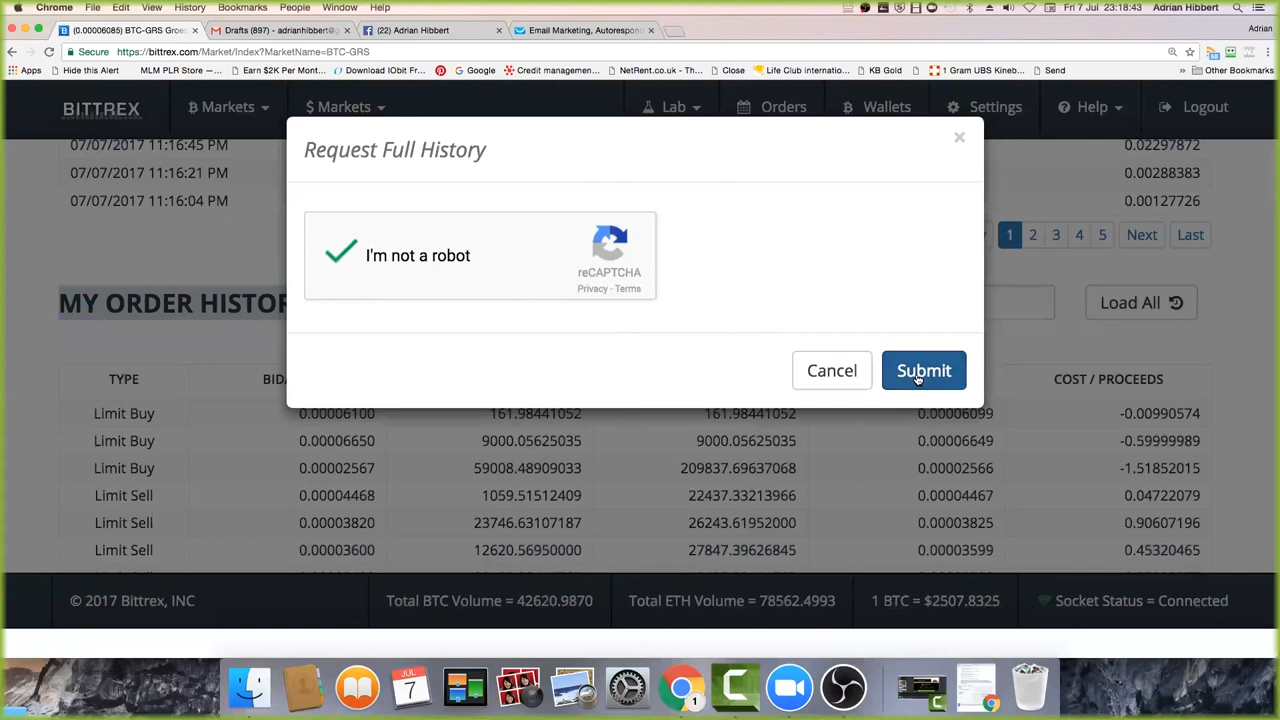 Chrome File Edit View History Bookmarks People Window Help Fri 7 Jul 23:18:43 Adrian Hibbert
(0.00006085) BTC-GRS Groe Drafts (897) - adrianhibbert@ (22) Adrian Hibbert Email Marketing, Autorespond Adrian
Secure https://bittrex.com/Market/Index?MarketName=BTC-GRS
Apps Hide this Alert MLM PLR Store —... Earn $2K Per Mont... Download IObit Fr... Google Credit managemen... NetRent.co.uk - Th... Close Life Club internatio... KB Gold 1 Gram UBS Kineb... Send » Other Bookmarks
BITTREX Markets $ Markets Lab Orders Wallets Settings Help Logout
Request Full History ×
07/07/2017 11:16:45 PM 0.02297872
07/07/2017 11:16:21 PM 0.00288383
07/07/2017 11:16:04 PM 0.00127726
1 2 3 4 5 Next Last
I'm not a robot
reCAPTCHA
Privacy - Terms
MY ORDER HISTOR Load All
Cancel Submit
TYPE BID/ COST / PROCEEDS
Limit Buy 0.00006100 161.98441052 161.98441052 0.00006099 -0.00990574
Limit Buy 0.00006650 9000.05625035 9000.05625035 0.00006649 -0.59999989
Limit Buy 0.00002567 59008.48909033 209837.69637068 0.00002566 -1.51852015
Limit Sell 0.00004468 1059.51512409 22437.33213966 0.00004467 0.04722079
Limit Sell 0.00003820 23746.63107187 26243.61952000 0.00003825 0.90607196
Limit Sell 0.00003600 12620.56950000 27847.39626845 0.00003599 0.45320465
© 2017 Bittrex, INC Total BTC Volume = 42620.9870 Total ETH Volume = 78562.4993 1 BTC = $2507.8325 Socket Status = Connected
JUL
7
1